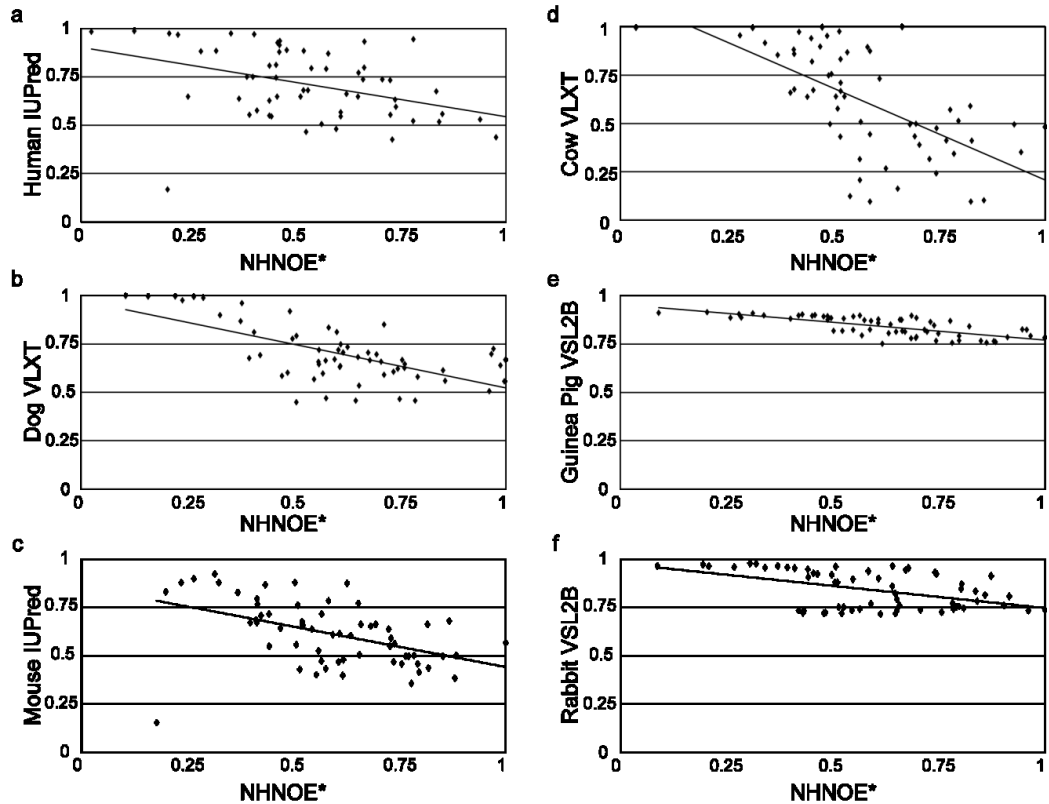 a
Human IUPred
1
0.75
0.5
0.25
0
0 0.25 0.5 0.75 1
NHNOE*
b
Dog VLXT
1
0.75
0.5
0.25
0
0 0.25 0.5 0.75 1
NHNOE*
c
Mouse IUPred
1
0.75
0.5
0.25
0
0 0.25 0.5 0.75 1
NHNOE*
d
Cow VLXT
1
0.75
0.5
0.25
0
0 0.25 0.5 0.75 1
NHNOE*
e
Guinea Pig VSL2B
1
0.75
0.5
0.25
0
0 0.25 0.5 0.75 1
NHNOE*
f
Rabbit VSL2B
1
0.75
0.5
0.25
0
0 0.25 0.5 0.75 1
NHNOE*